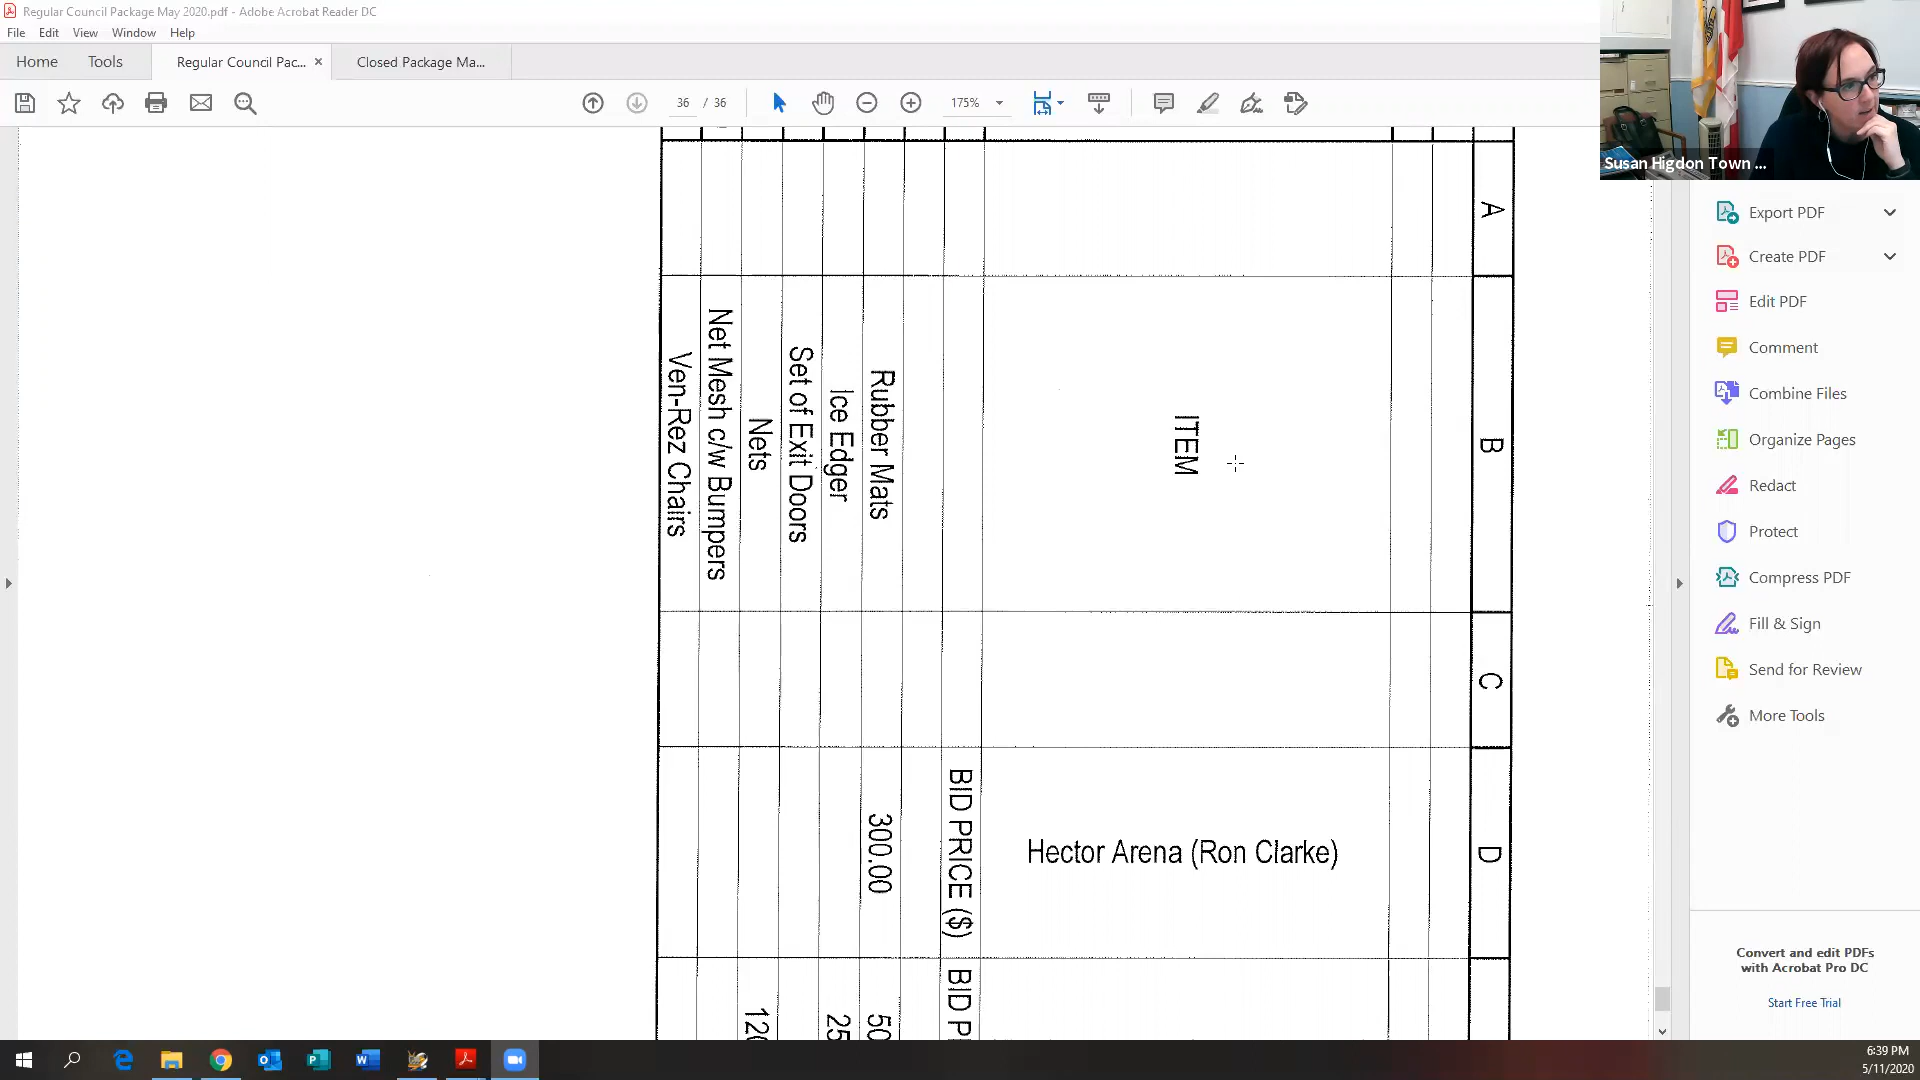 Regular Council Package May 2020.pdf - Adobe Acrobat Reader DC
File Edit View Window Help
Home Tools Regular Council Pac... × Closed Package Ma...
36 / 36 175%
Susan Higdon Town ...
A
B
C
D
ITEM
Hector Arena (Ron Clarke)
BID PRICE ($)
Rubber Mats
300.00
Ice Edger
Set of Exit Doors
Nets
Net Mesh c/w Bumpers
Ven-Rez Chairs
Export PDF
Create PDF
Edit PDF
Comment
Combine Files
Organize Pages
Redact
Protect
Compress PDF
Fill & Sign
Send for Review
More Tools
Convert and edit PDFs
with Acrobat Pro DC
Start Free Trial
6:39 PM
5/11/2020